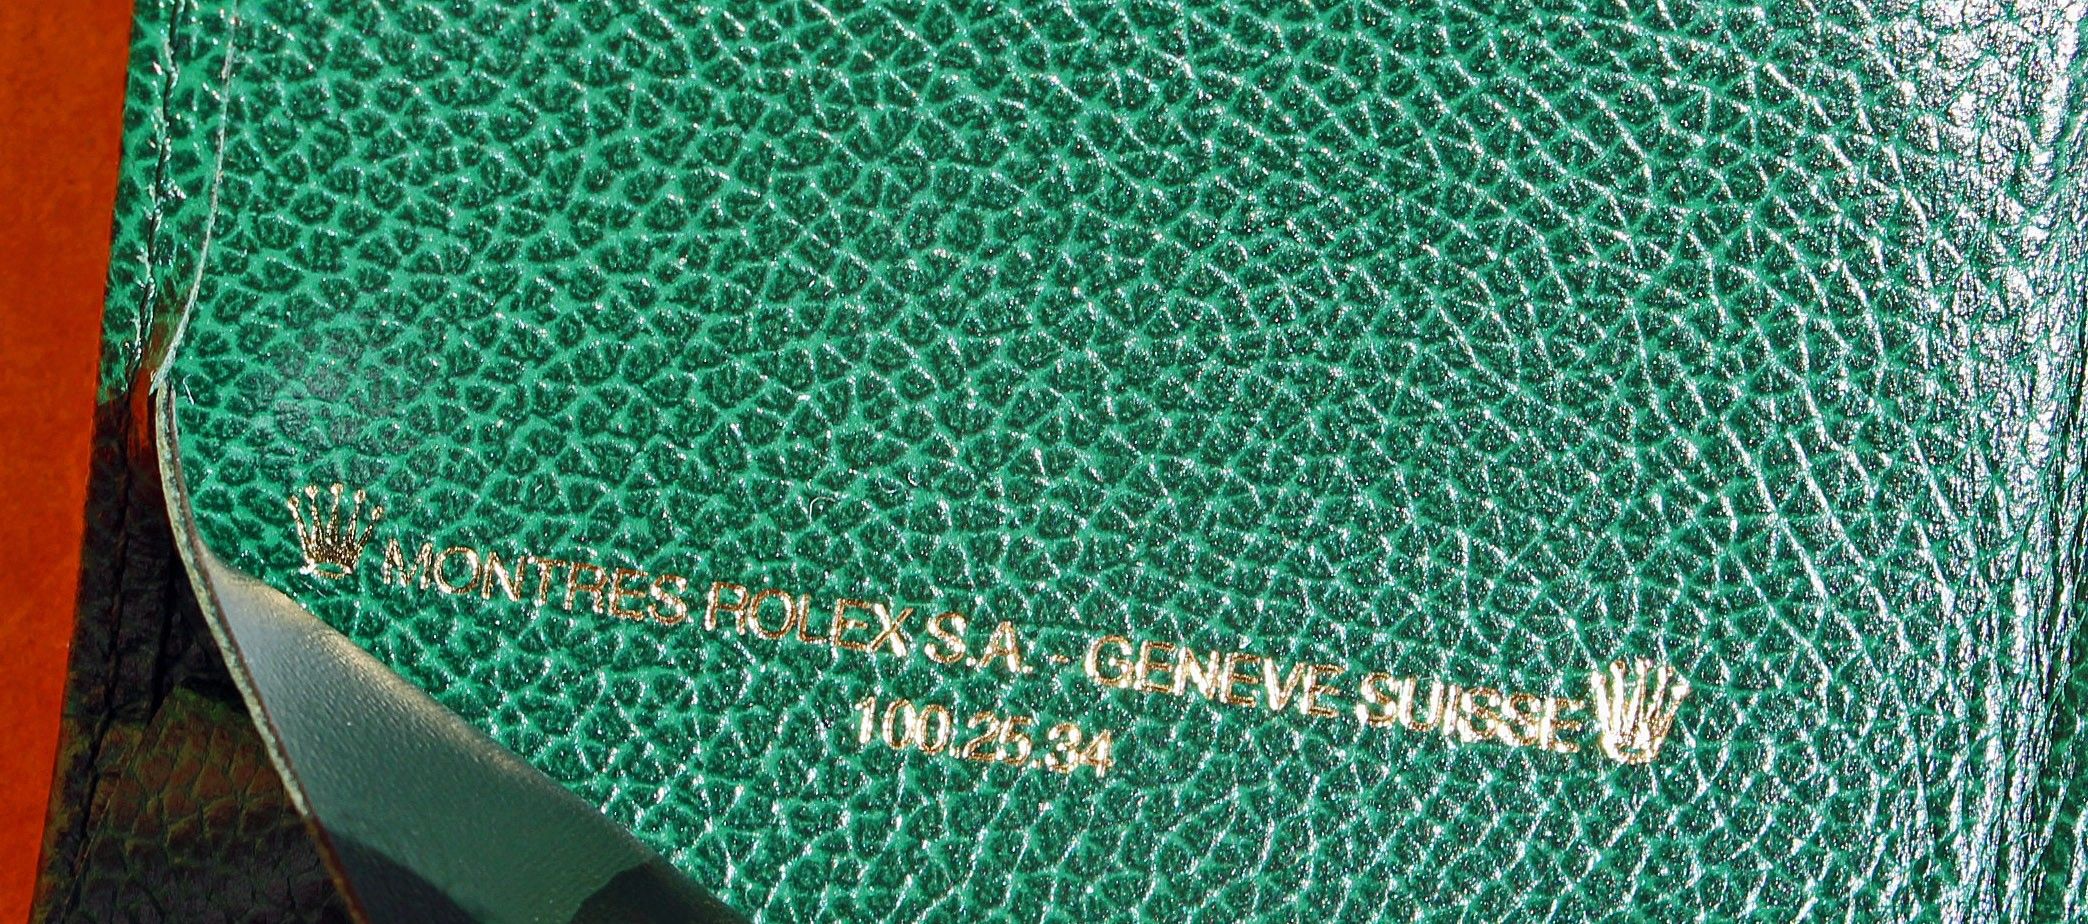 MONTRES ROLEX S.A. - GENEVE SUISSE
100.25.34